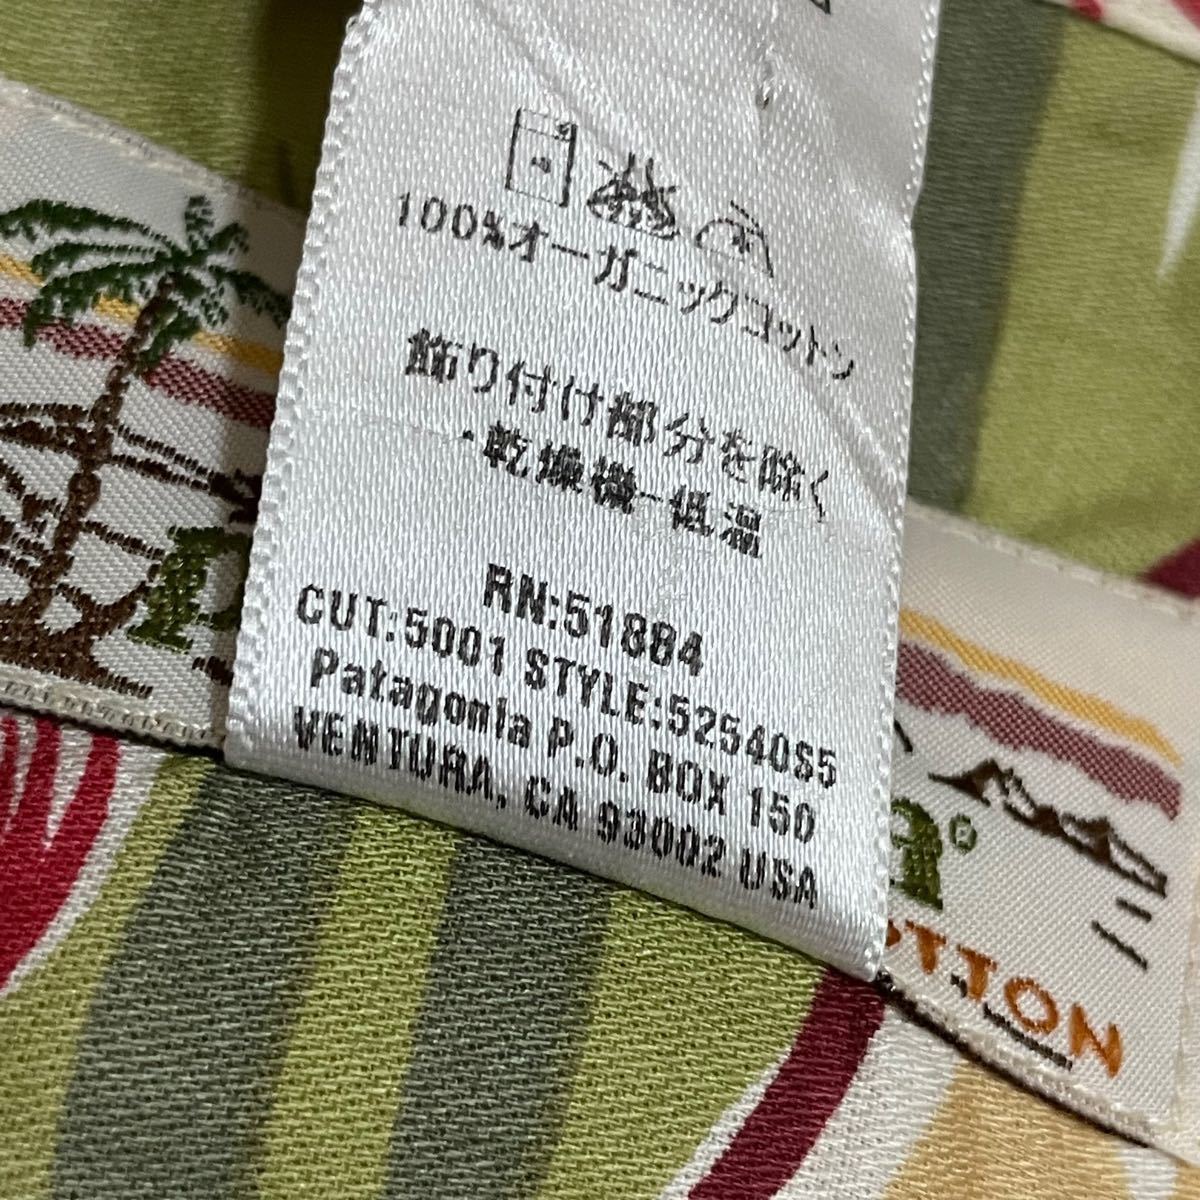 100%オーガニックコットン
飾り付け部分を除く
・乾燥機-低温
RN:51884
CUT:5001 STYLE:52540S5
Patagonia P.O. BOX 150
VENTURA, CA 93002 USA